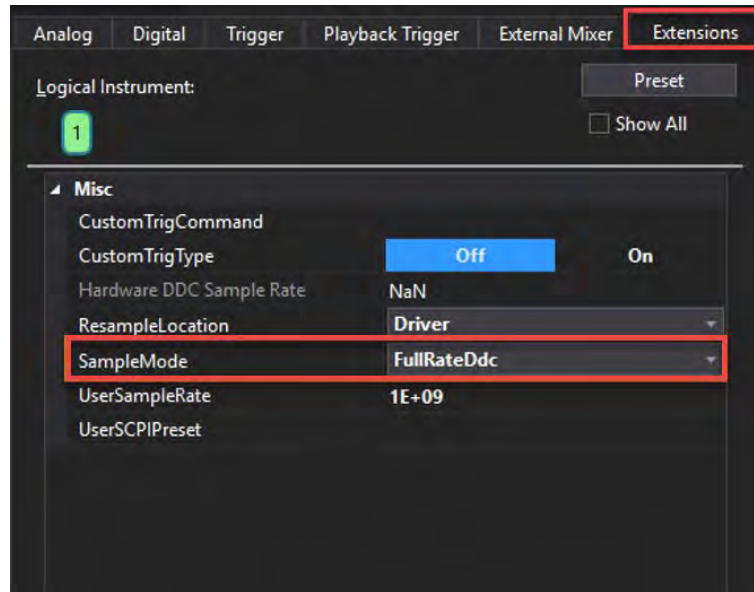 Analog Digital Trigger Playback Trigger External Mixer Extensions
Logical Instrument: Preset
1 Show All
Misc
CustomTrigCommand
CustomTrigType Off On
Hardware DDC Sample Rate NaN
ResampleLocation Driver
SampleMode FullRateDdc
UserSampleRate 1E+09
UserSCPIPreset